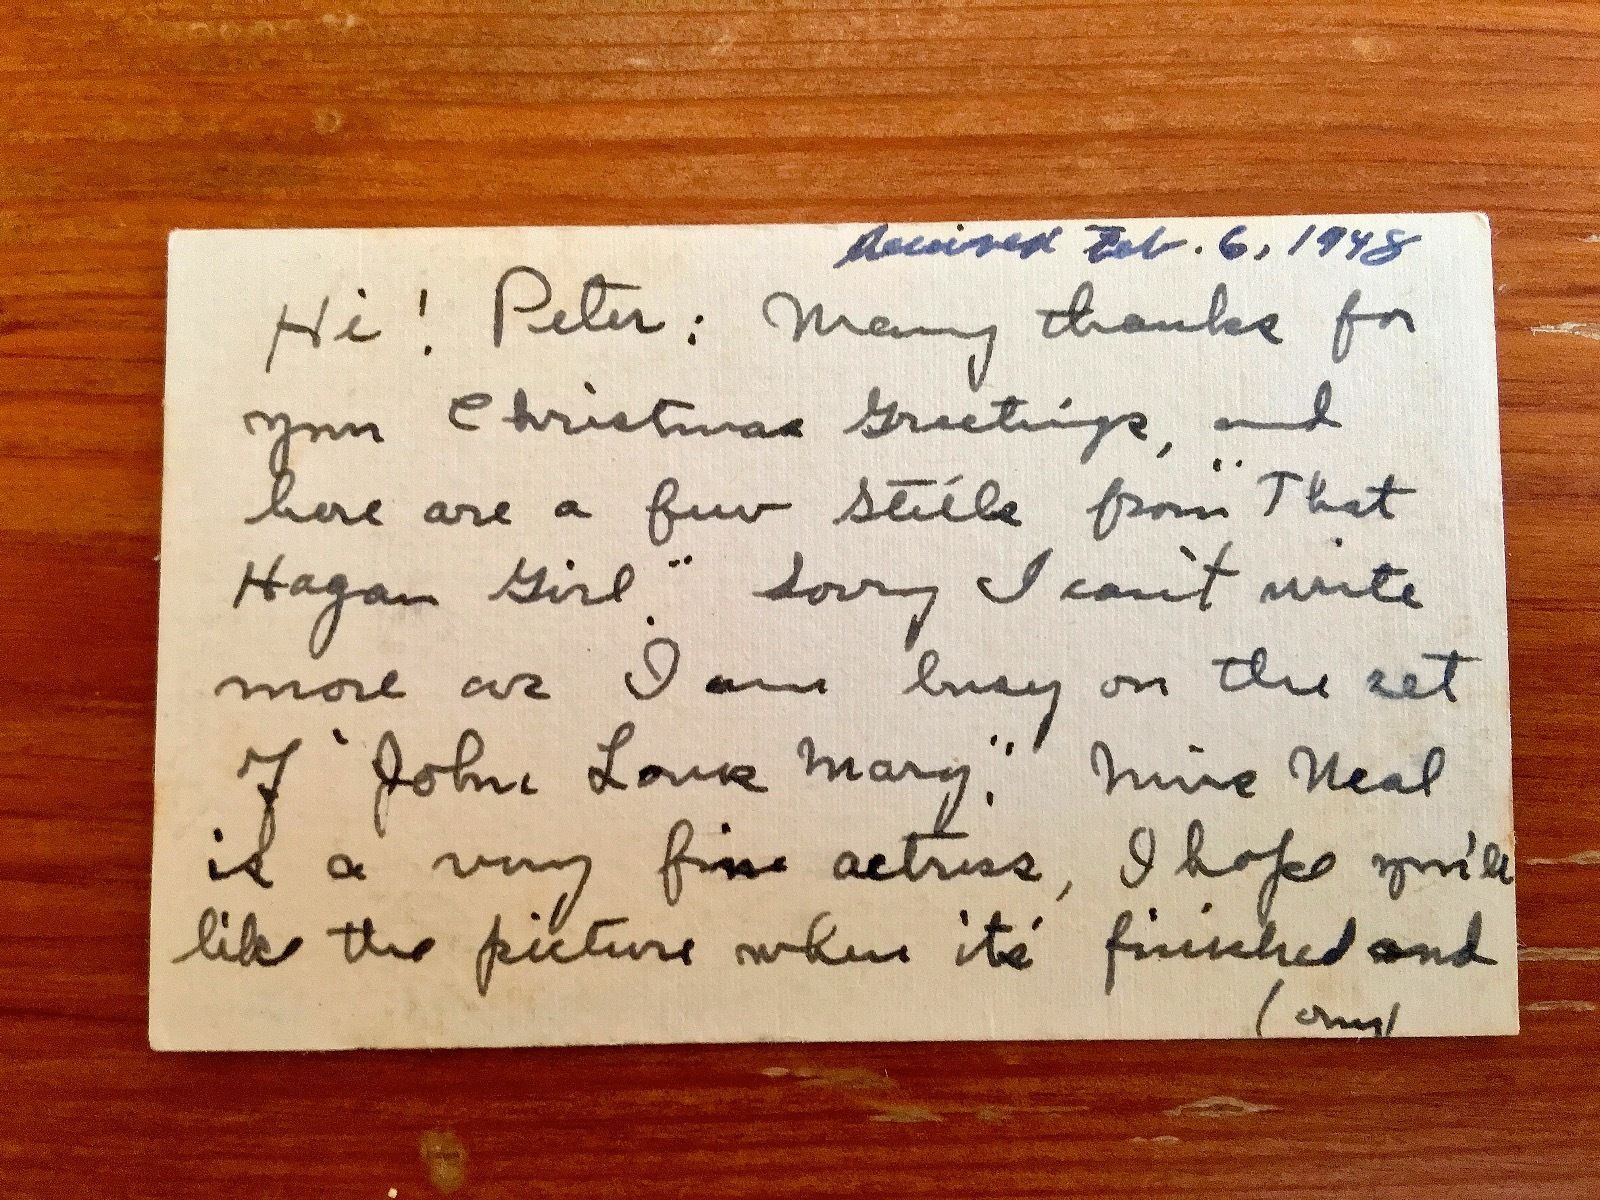 Received Feb. 6, 1948
Hi! Peter: Many thanks for
your Christmas Greetings, and
here are a few stills from "That
Hagan Girl." Sorry I can't write
more as I am busy on the set
of "John Loves Mary." Miss Neal
is a very fine actress, I hope you'll
like the picture when it's finished and
(over)